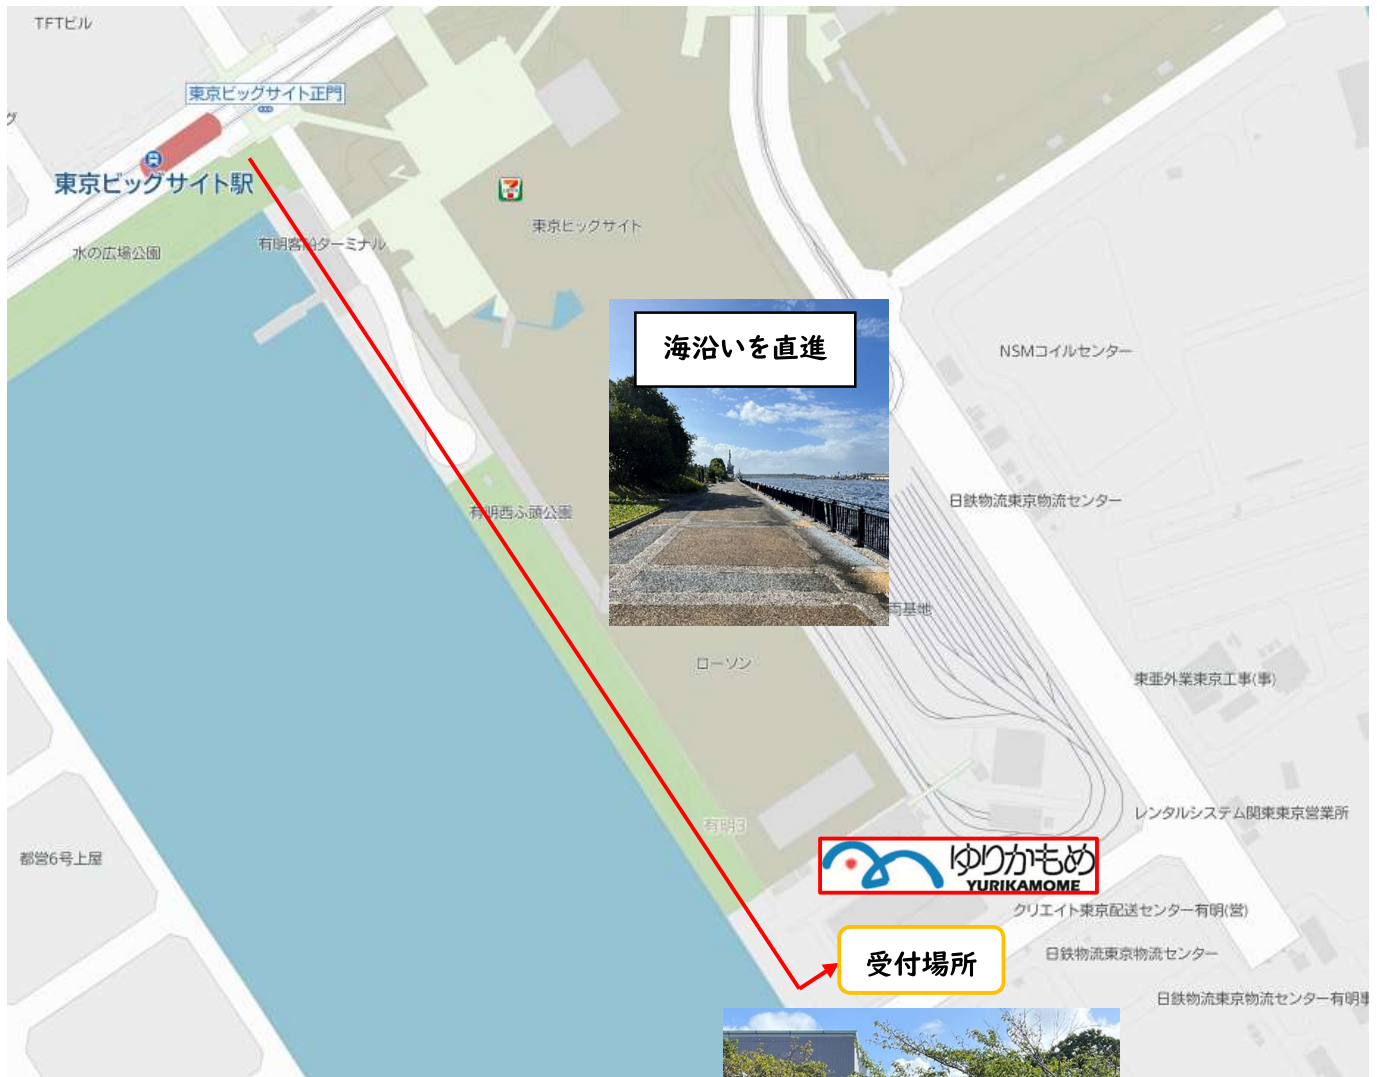 TFTビル
東京ビッグサイト正門
グ
東京ビッグサイト駅
東京ビッグサイト
有明客船ターミナル
水の広場公園
海沿いを直進
NSMコイルセンター
日鉄物流東京物流センター
有明西ふ頭公園
両基地
ローソン
東亜外業東京工事(事)
レンタルシステム関東東京営業所
有明3
都営6号上屋
ゆりかもめ
YURIKAMOME
クリエイト東京配送センター有明(営)
受付場所
日鉄物流東京物流センター
日鉄物流東京物流センター有明事